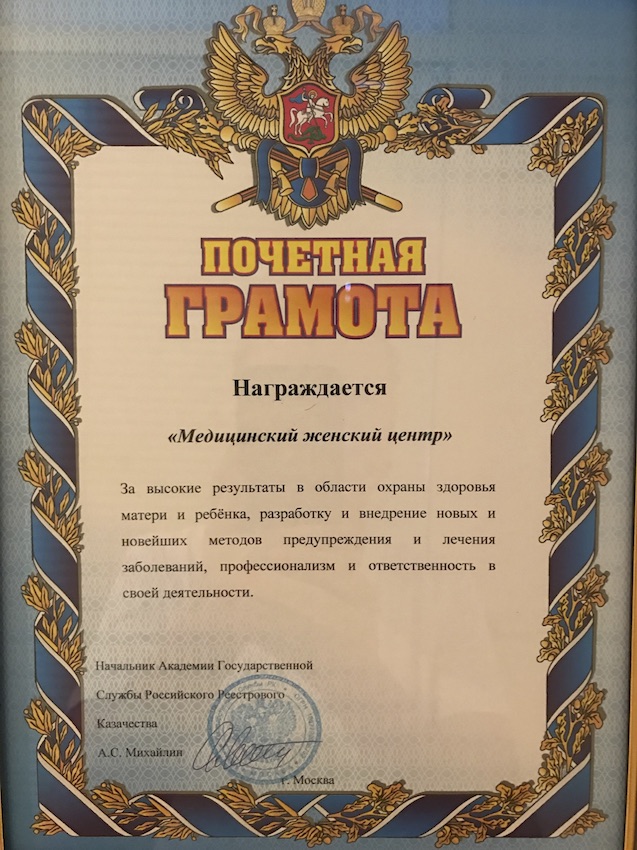 ПОЧЕТНАЯ
ГРАМОТА
Награждается
«Медицинский женский центр»
За высокие результаты в области охраны здоровья
матери и ребёнка, разработку и внедрение новых и
новейших методов предупреждения и лечения
заболеваний, профессионализм и ответственность в
своей деятельности.
Начальник Академии Государственной
Службы Российского Реестрового
Казачества
А.С. Михайлин
г. Москва